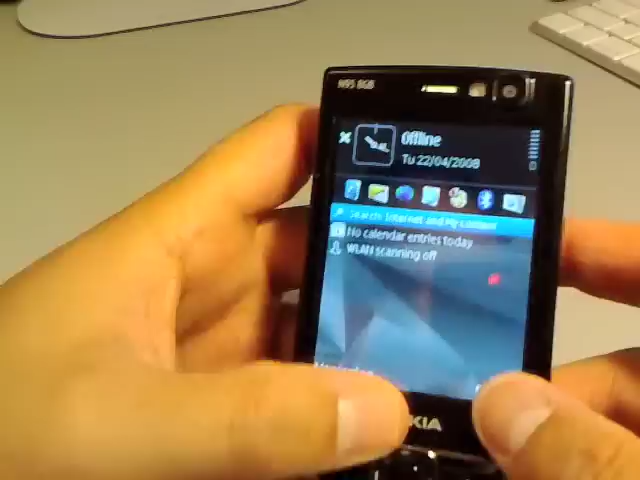 N95 8GB
Offline
Tu 22/04/2008
Search Internet and My content
No calendar entries today
WLAN scanning off
KIA